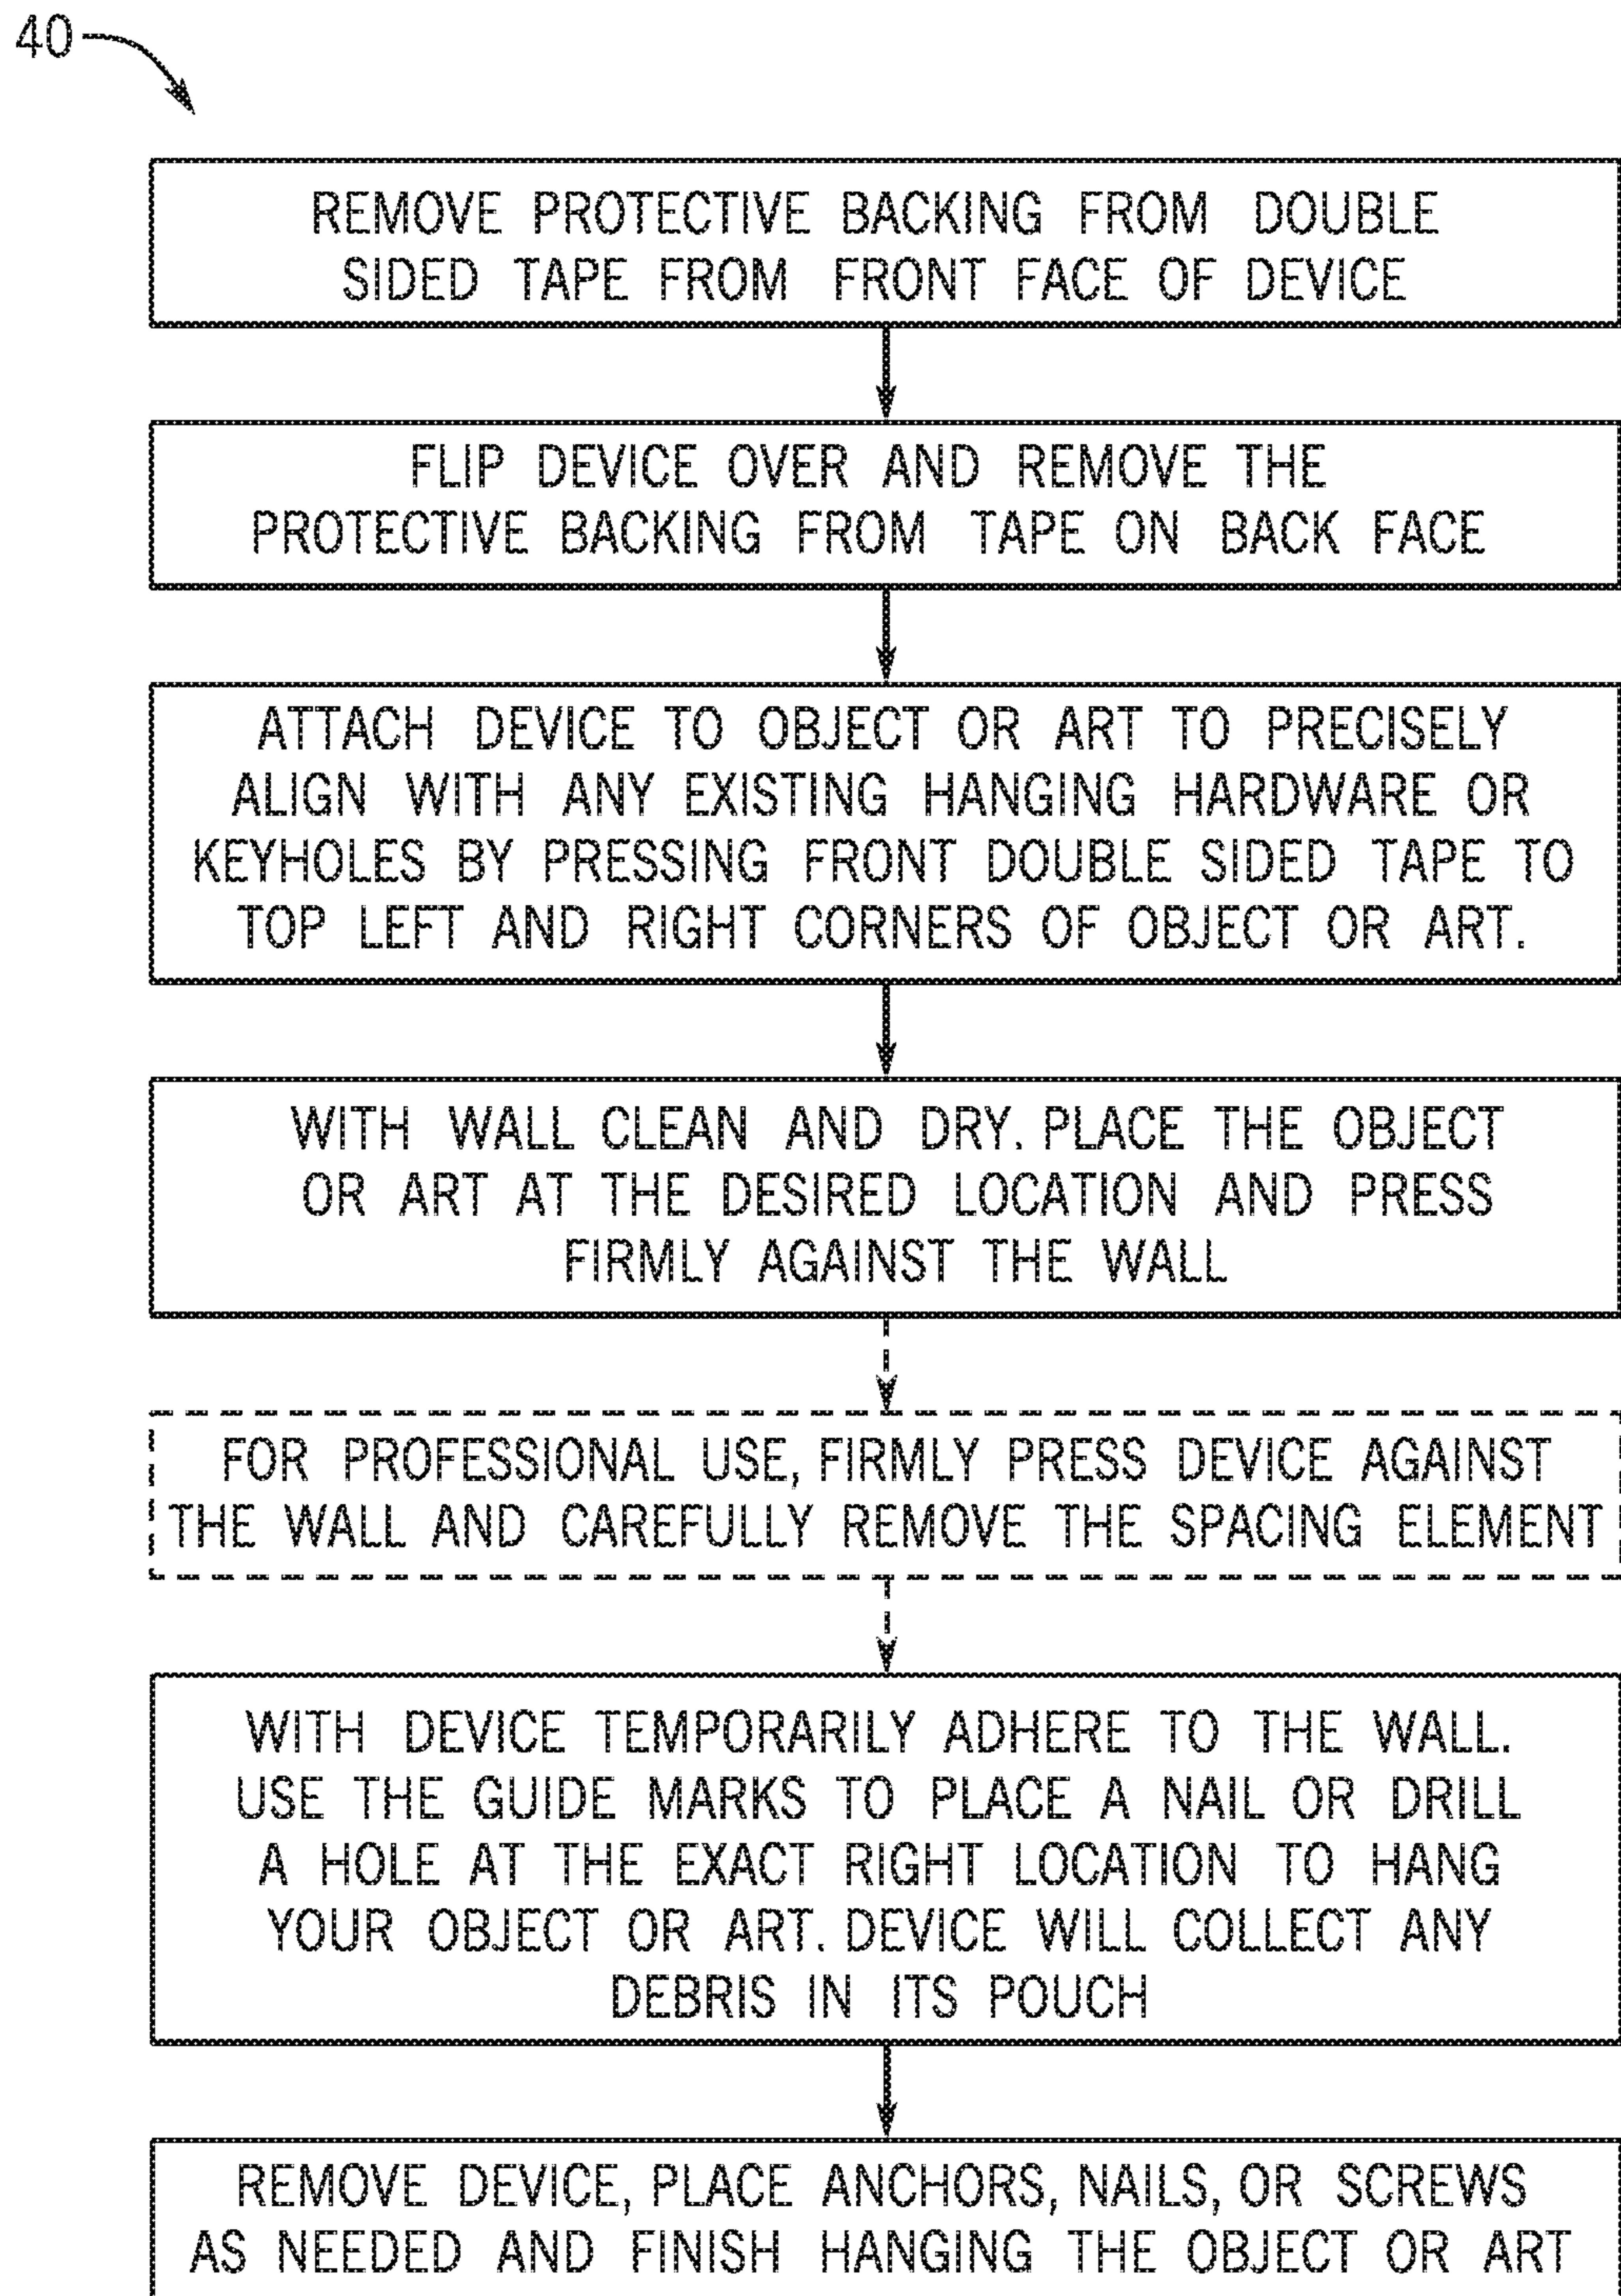 40
REMOVE PROTECTIVE BACKING FROM DOUBLE
SIDED TAPE FROM FRONT FACE OF DEVICE
FLIP DEVICE OVER AND REMOVE THE
PROTECTIVE BACKING FROM TAPE ON BACK FACE
ATTACH DEVICE TO OBJECT OR ART TO PRECISELY
ALIGN WITH ANY EXISTING HANGING HARDWARE OR
KEYHOLES BY PRESSING FRONT DOUBLE SIDED TAPE TO
TOP LEFT AND RIGHT CORNERS OF OBJECT OR ART.
WITH WALL CLEAN AND DRY. PLACE THE OBJECT
OR ART AT THE DESIRED LOCATION AND PRESS
FIRMLY AGAINST THE WALL
FOR PROFESSIONAL USE, FIRMLY PRESS DEVICE AGAINST
THE WALL AND CAREFULLY REMOVE THE SPACING ELEMENT
WITH DEVICE TEMPORARILY ADHERE TO THE WALL.
USE THE GUIDE MARKS TO PLACE A NAIL OR DRILL
A HOLE AT THE EXACT RIGHT LOCATION TO HANG
YOUR OBJECT OR ART. DEVICE WILL COLLECT ANY
DEBRIS IN ITS POUCH
REMOVE DEVICE, PLACE ANCHORS, NAILS, OR SCREWS
AS NEEDED AND FINISH HANGING THE OBJECT OR ART